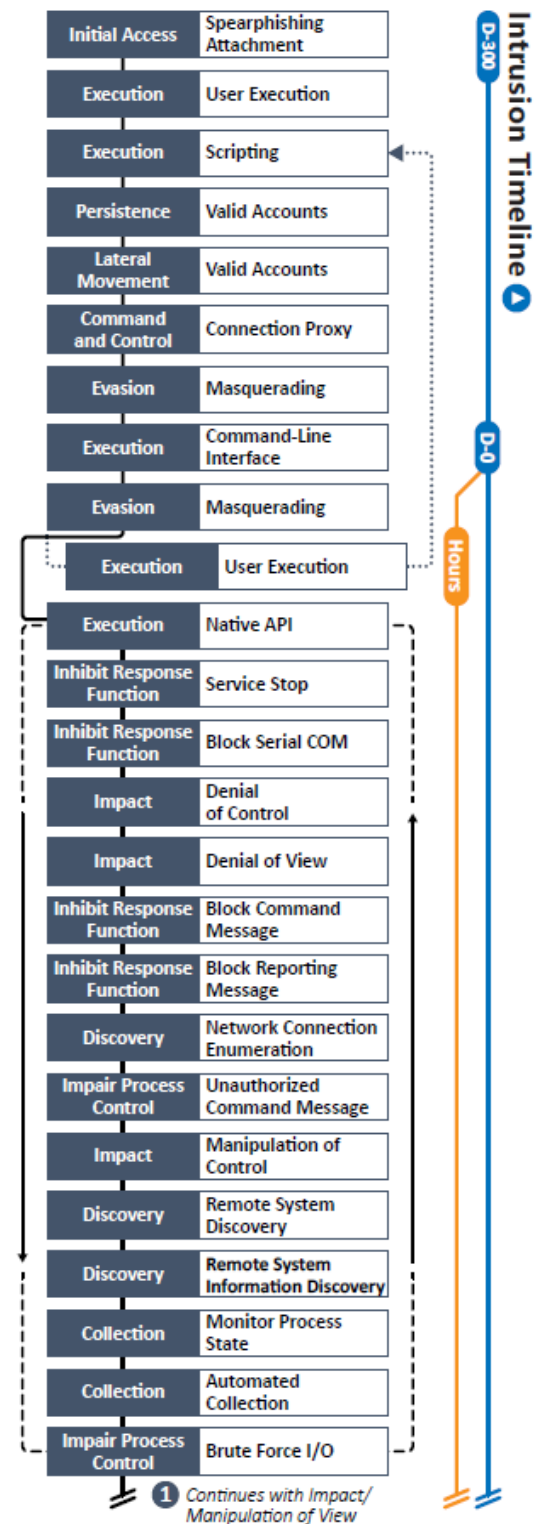 Initial Access
Spearphishing
Attachment
Execution
User Execution
Execution
Scripting
Persistence
Valid Accounts
Lateral
Movement
Valid Accounts
Command
and Control
Connection Proxy
Evasion
Masquerading
Execution
Command-Line
Interface
Evasion
Masquerading
Execution
User Execution
Execution
Native API
Inhibit Response
Function
Service Stop
Inhibit Response
Function
Block Serial COM
Impact
Denial
of Control
Impact
Denial of View
Inhibit Response
Function
Block Command
Message
Inhibit Response
Function
Block Reporting
Message
Discovery
Network Connection
Enumeration
Impair Process
Control
Unauthorized
Command Message
Impact
Manipulation of
Control
Discovery
Remote System
Discovery
Discovery
Remote System
Information Discovery
Collection
Monitor Process
State
Collection
Automated
Collection
Impair Process
Control
Brute Force I/O
1 Continues with Impact/
Manipulation of View
Intrusion Timeline
D-300
D-0
Hours